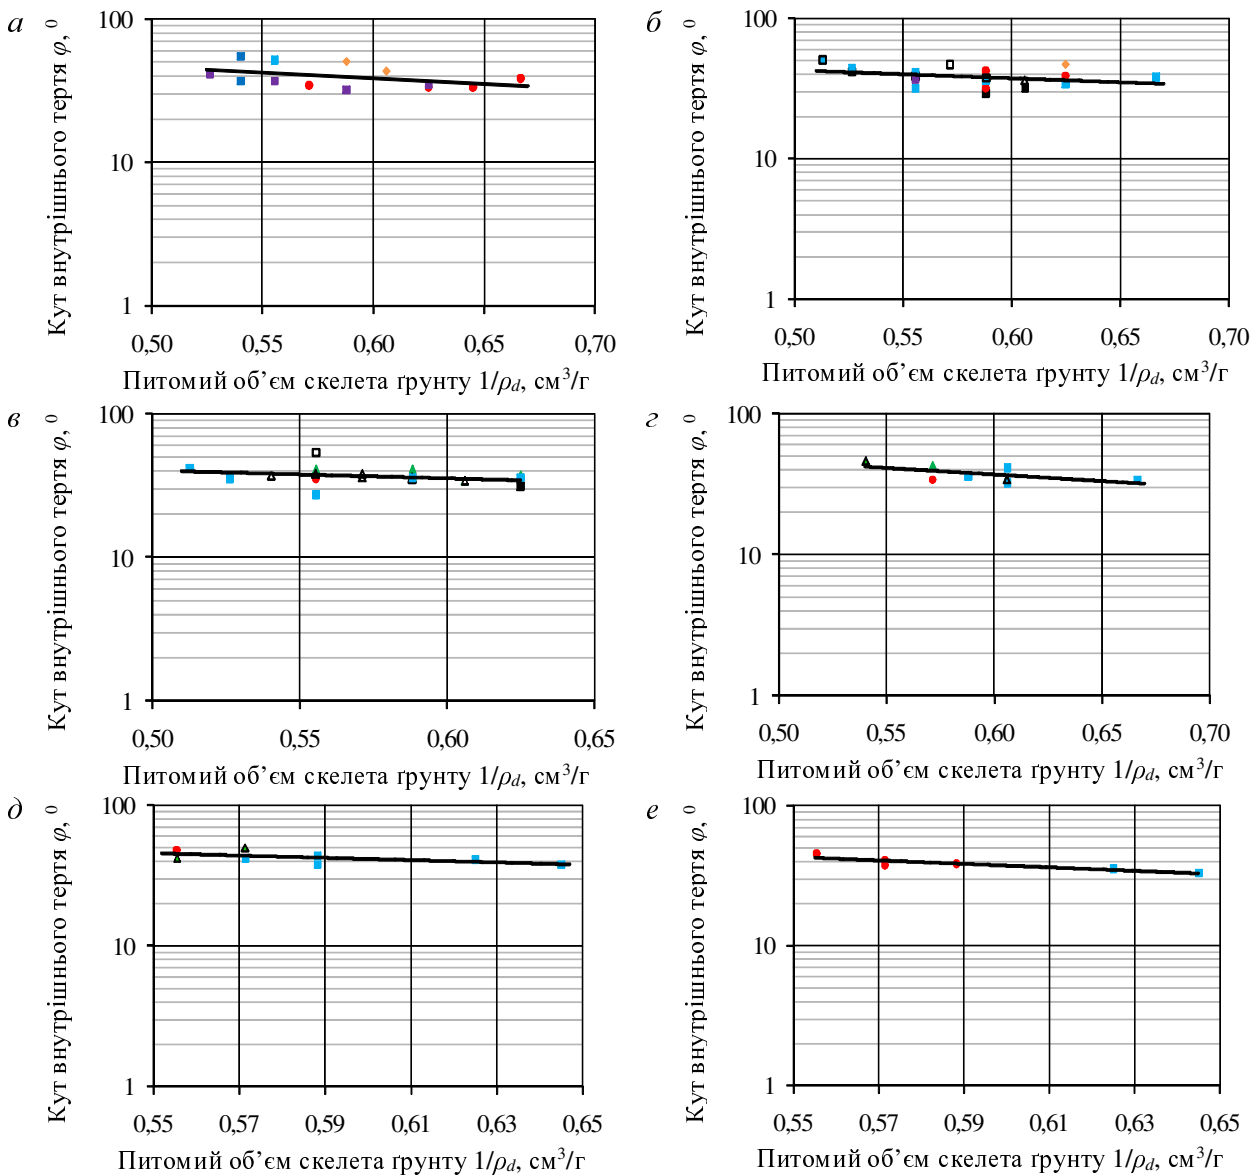 а
Кут внутрішнього тертя φ, ⁰
100
10
1
0,50 0,55 0,60 0,65 0,70
Питомий об’єм скелета ґрунту 1/ρd, см³/г
б
Кут внутрішнього тертя φ, ⁰
100
10
1
0,50 0,55 0,60 0,65 0,70
Питомий об’єм скелета ґрунту 1/ρd, см³/г
в
Кут внутрішнього тертя φ, ⁰
100
10
1
0,50 0,55 0,60 0,65
Питомий об’єм скелета ґрунту 1/ρd, см³/г
г
Кут внутрішнього тертя φ, ⁰
100
10
1
0,50 0,55 0,60 0,65 0,70
Питомий об’єм скелета ґрунту 1/ρd, см³/г
д
Кут внутрішнього тертя φ, ⁰
100
10
1
0,55 0,57 0,59 0,61 0,63 0,65
Питомий об’єм скелета ґрунту 1/ρd, см³/г
е
Кут внутрішнього тертя φ, ⁰
100
10
1
0,55 0,57 0,59 0,61 0,63 0,65
Питомий об’єм скелета ґрунту 1/ρd, см³/г